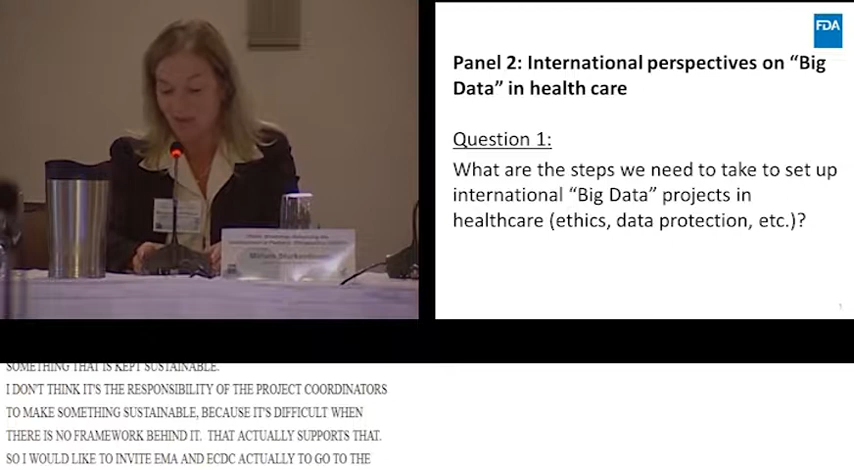 FDA
Panel 2: International perspectives on “Big
Data” in health care
Question 1:
What are the steps we need to take to set up
international “Big Data” projects in
healthcare (ethics, data protection, etc.)?
1
SOMETHING THAT IS KEPT SUSTAINABLE.
I DON'T THINK IT'S THE RESPONSIBILITY OF THE PROJECT COORDINATORS
TO MAKE SOMETHING SUSTAINABLE, BECAUSE IT'S DIFFICULT WHEN
THERE IS NO FRAMEWORK BEHIND IT.  THAT ACTUALLY SUPPORTS THAT.
SO I WOULD LIKE TO INVITE EMA AND ECDC ACTUALLY TO GO TO THE